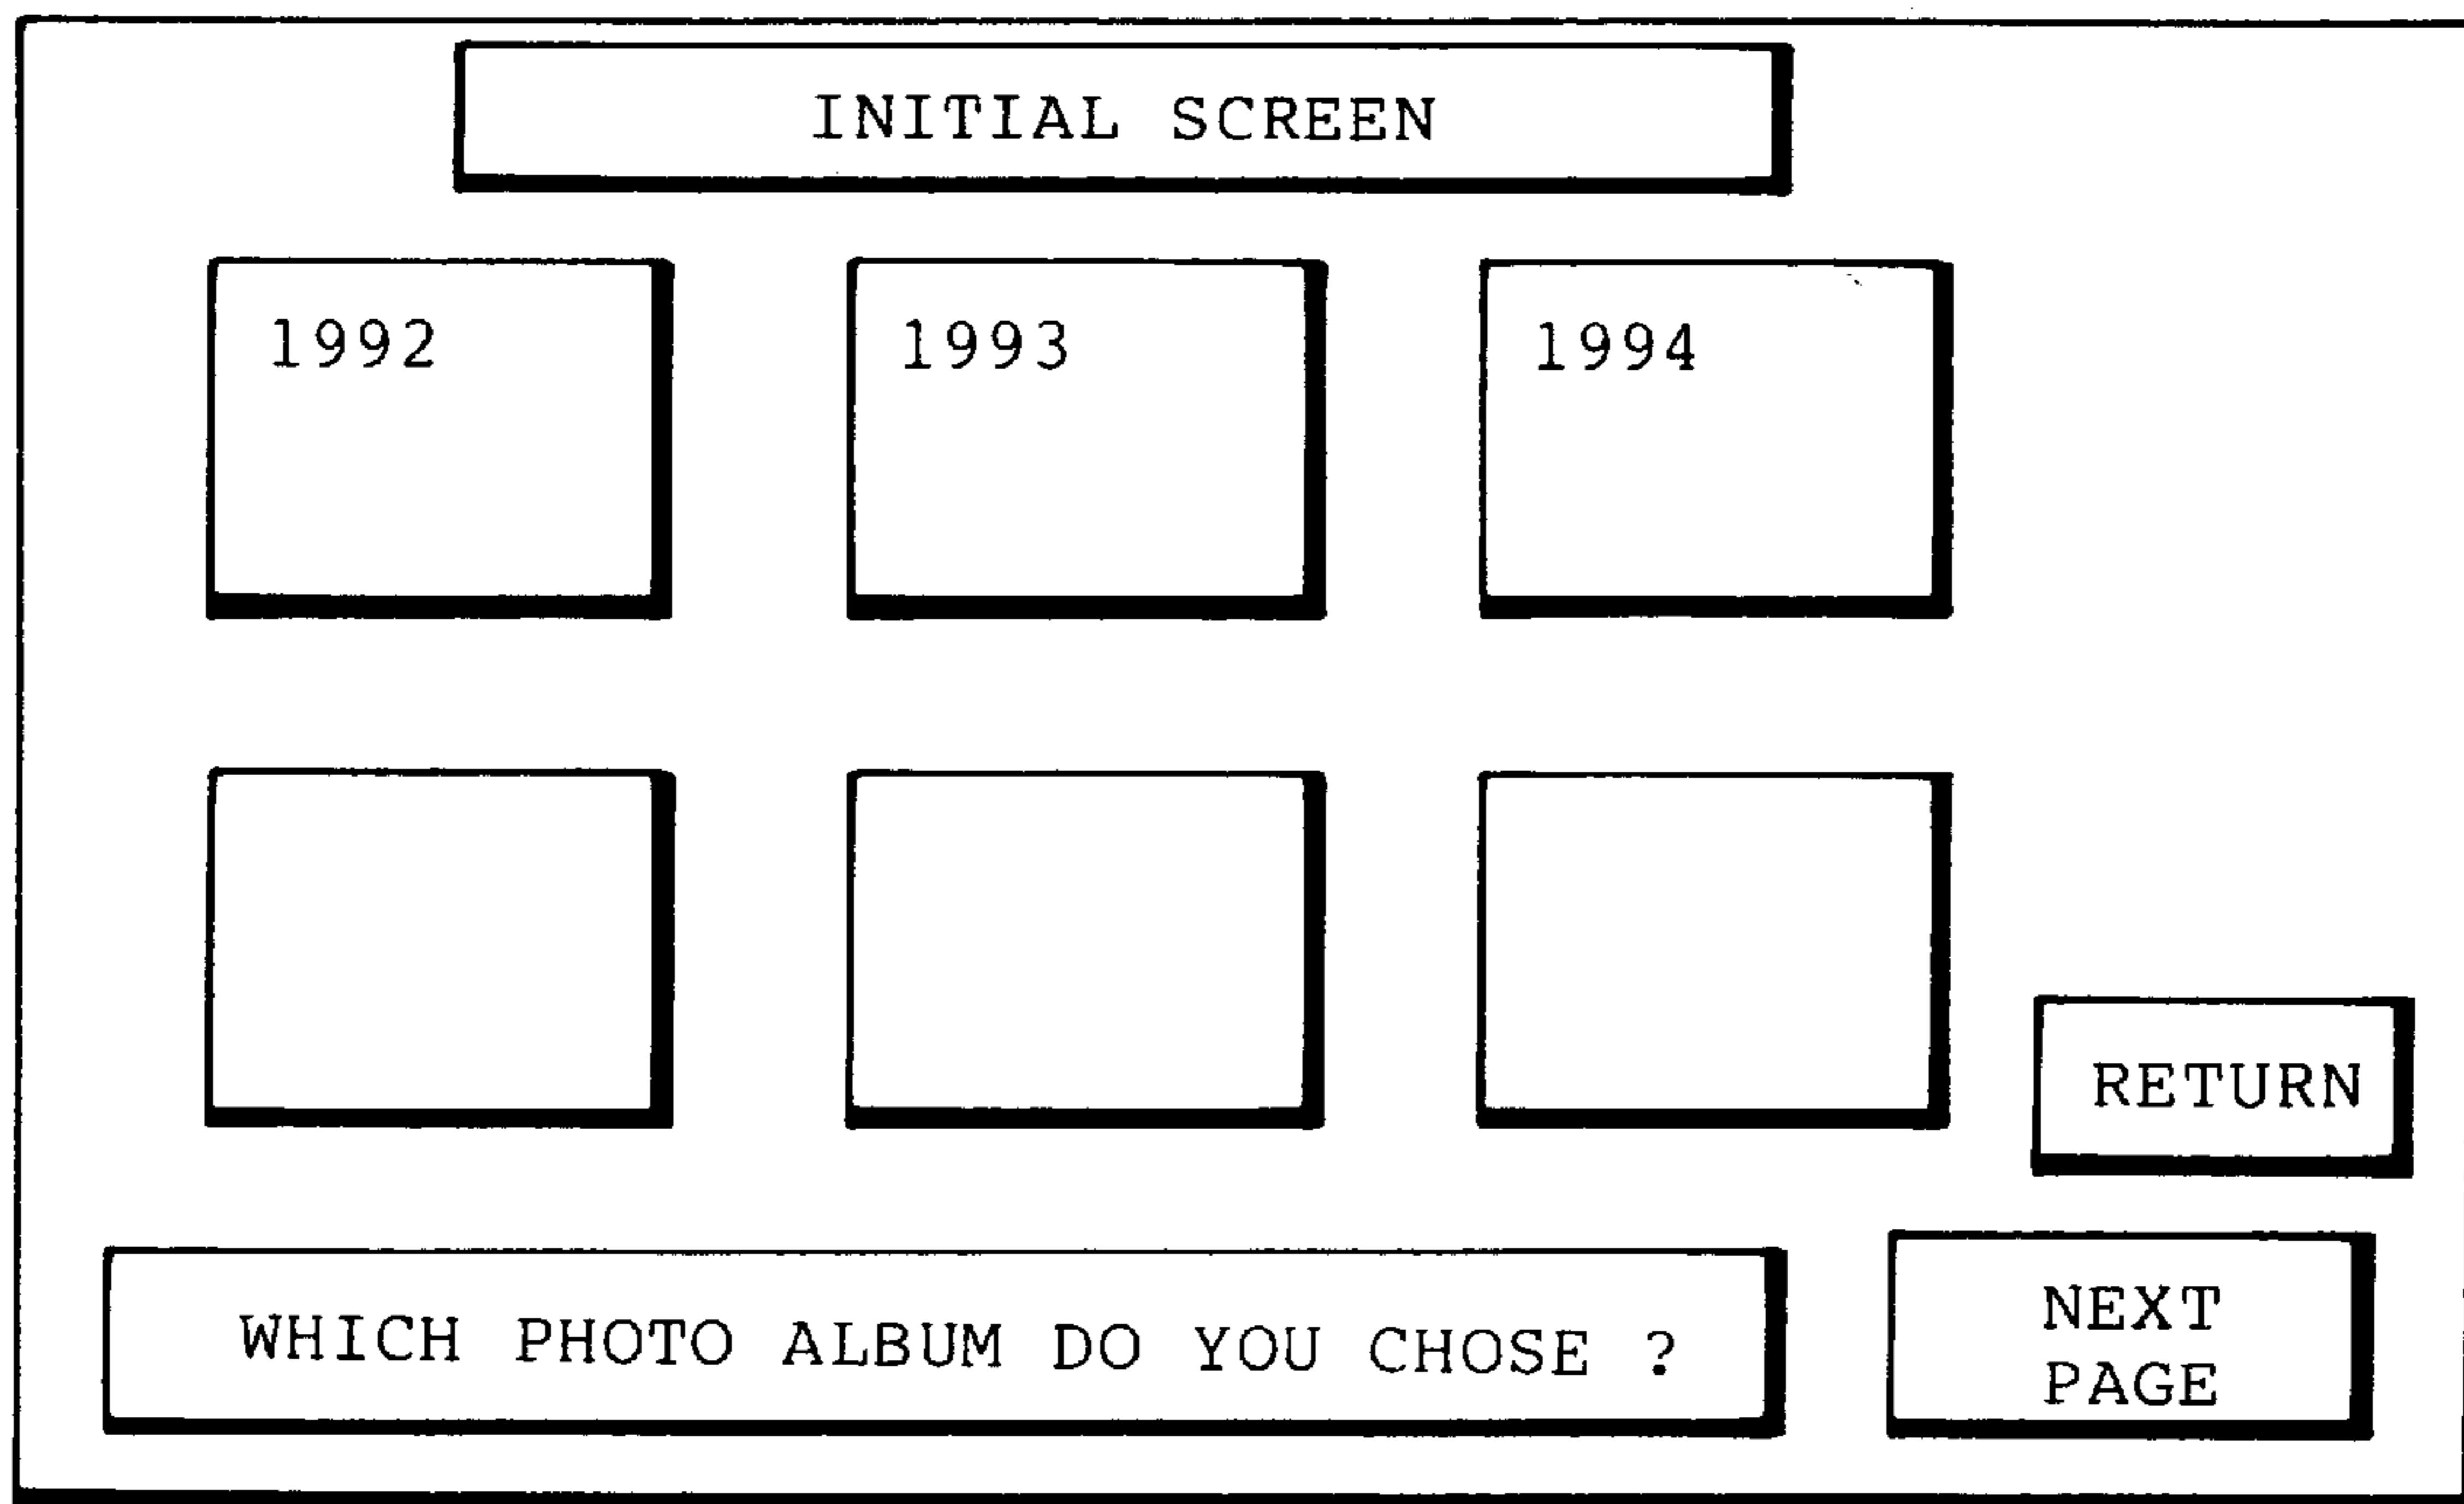 INITIAL SCREEN
1992
1993
1994
RETURN
WHICH PHOTO ALBUM DO YOU CHOSE ?
NEXT
PAGE